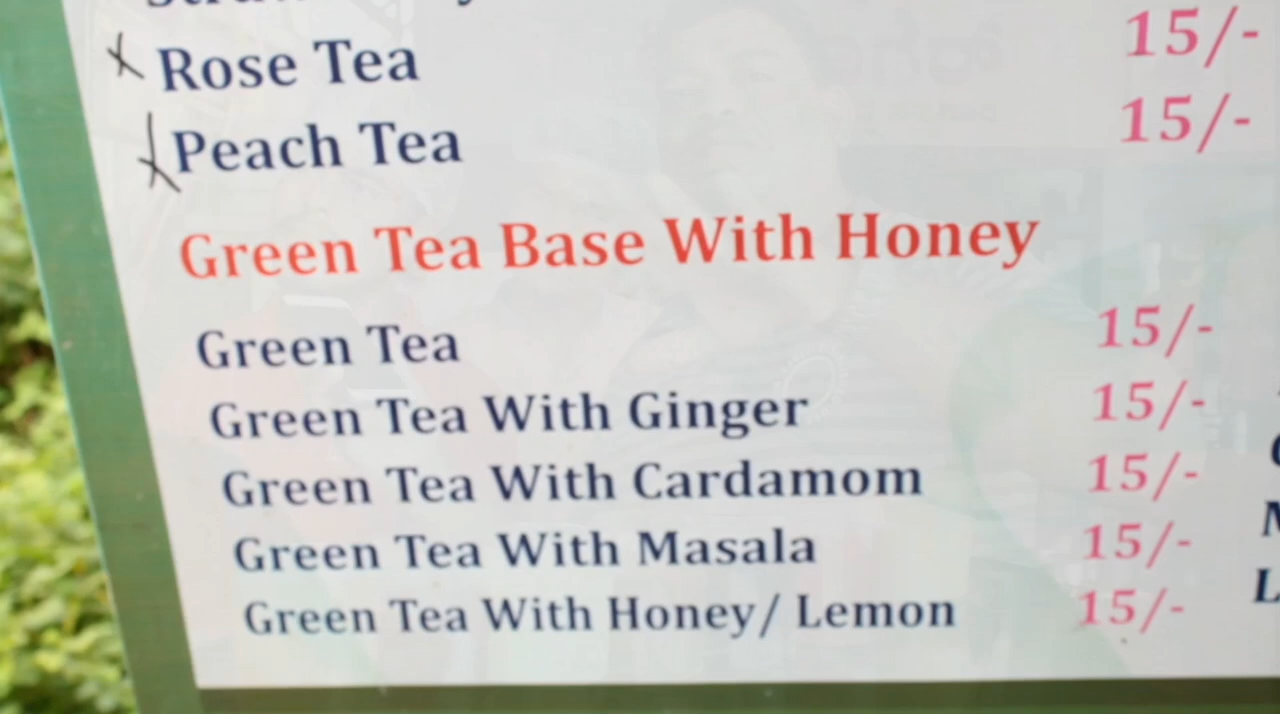 Rose Tea 15/-
Peach Tea 15/-
Green Tea Base With Honey
Green Tea 15/-
Green Tea With Ginger 15/-
Green Tea With Cardamom 15/-
Green Tea With Masala 15/-
Green Tea With Honey/ Lemon 15/-